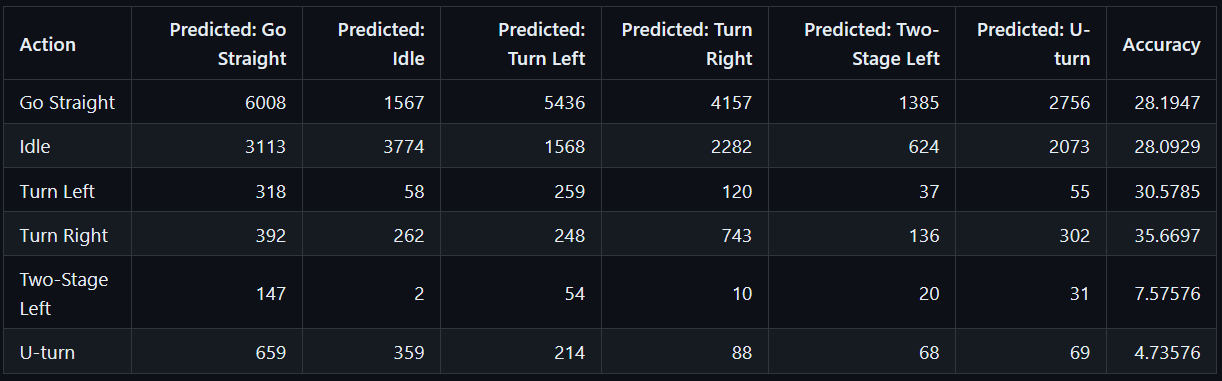 Action Predicted: Go Straight Predicted: Idle Predicted: Turn Left Predicted: Turn Right Predicted: Two-Stage Left Predicted: U-turn Accuracy
Go Straight 6008 1567 5436 4157 1385 2756 28.1947
Idle 3113 3774 1568 2282 624 2073 28.0929
Turn Left 318 58 259 120 37 55 30.5785
Turn Right 392 262 248 743 136 302 35.6697
Two-Stage Left 147 2 54 10 20 31 7.57576
U-turn 659 359 214 88 68 69 4.73576